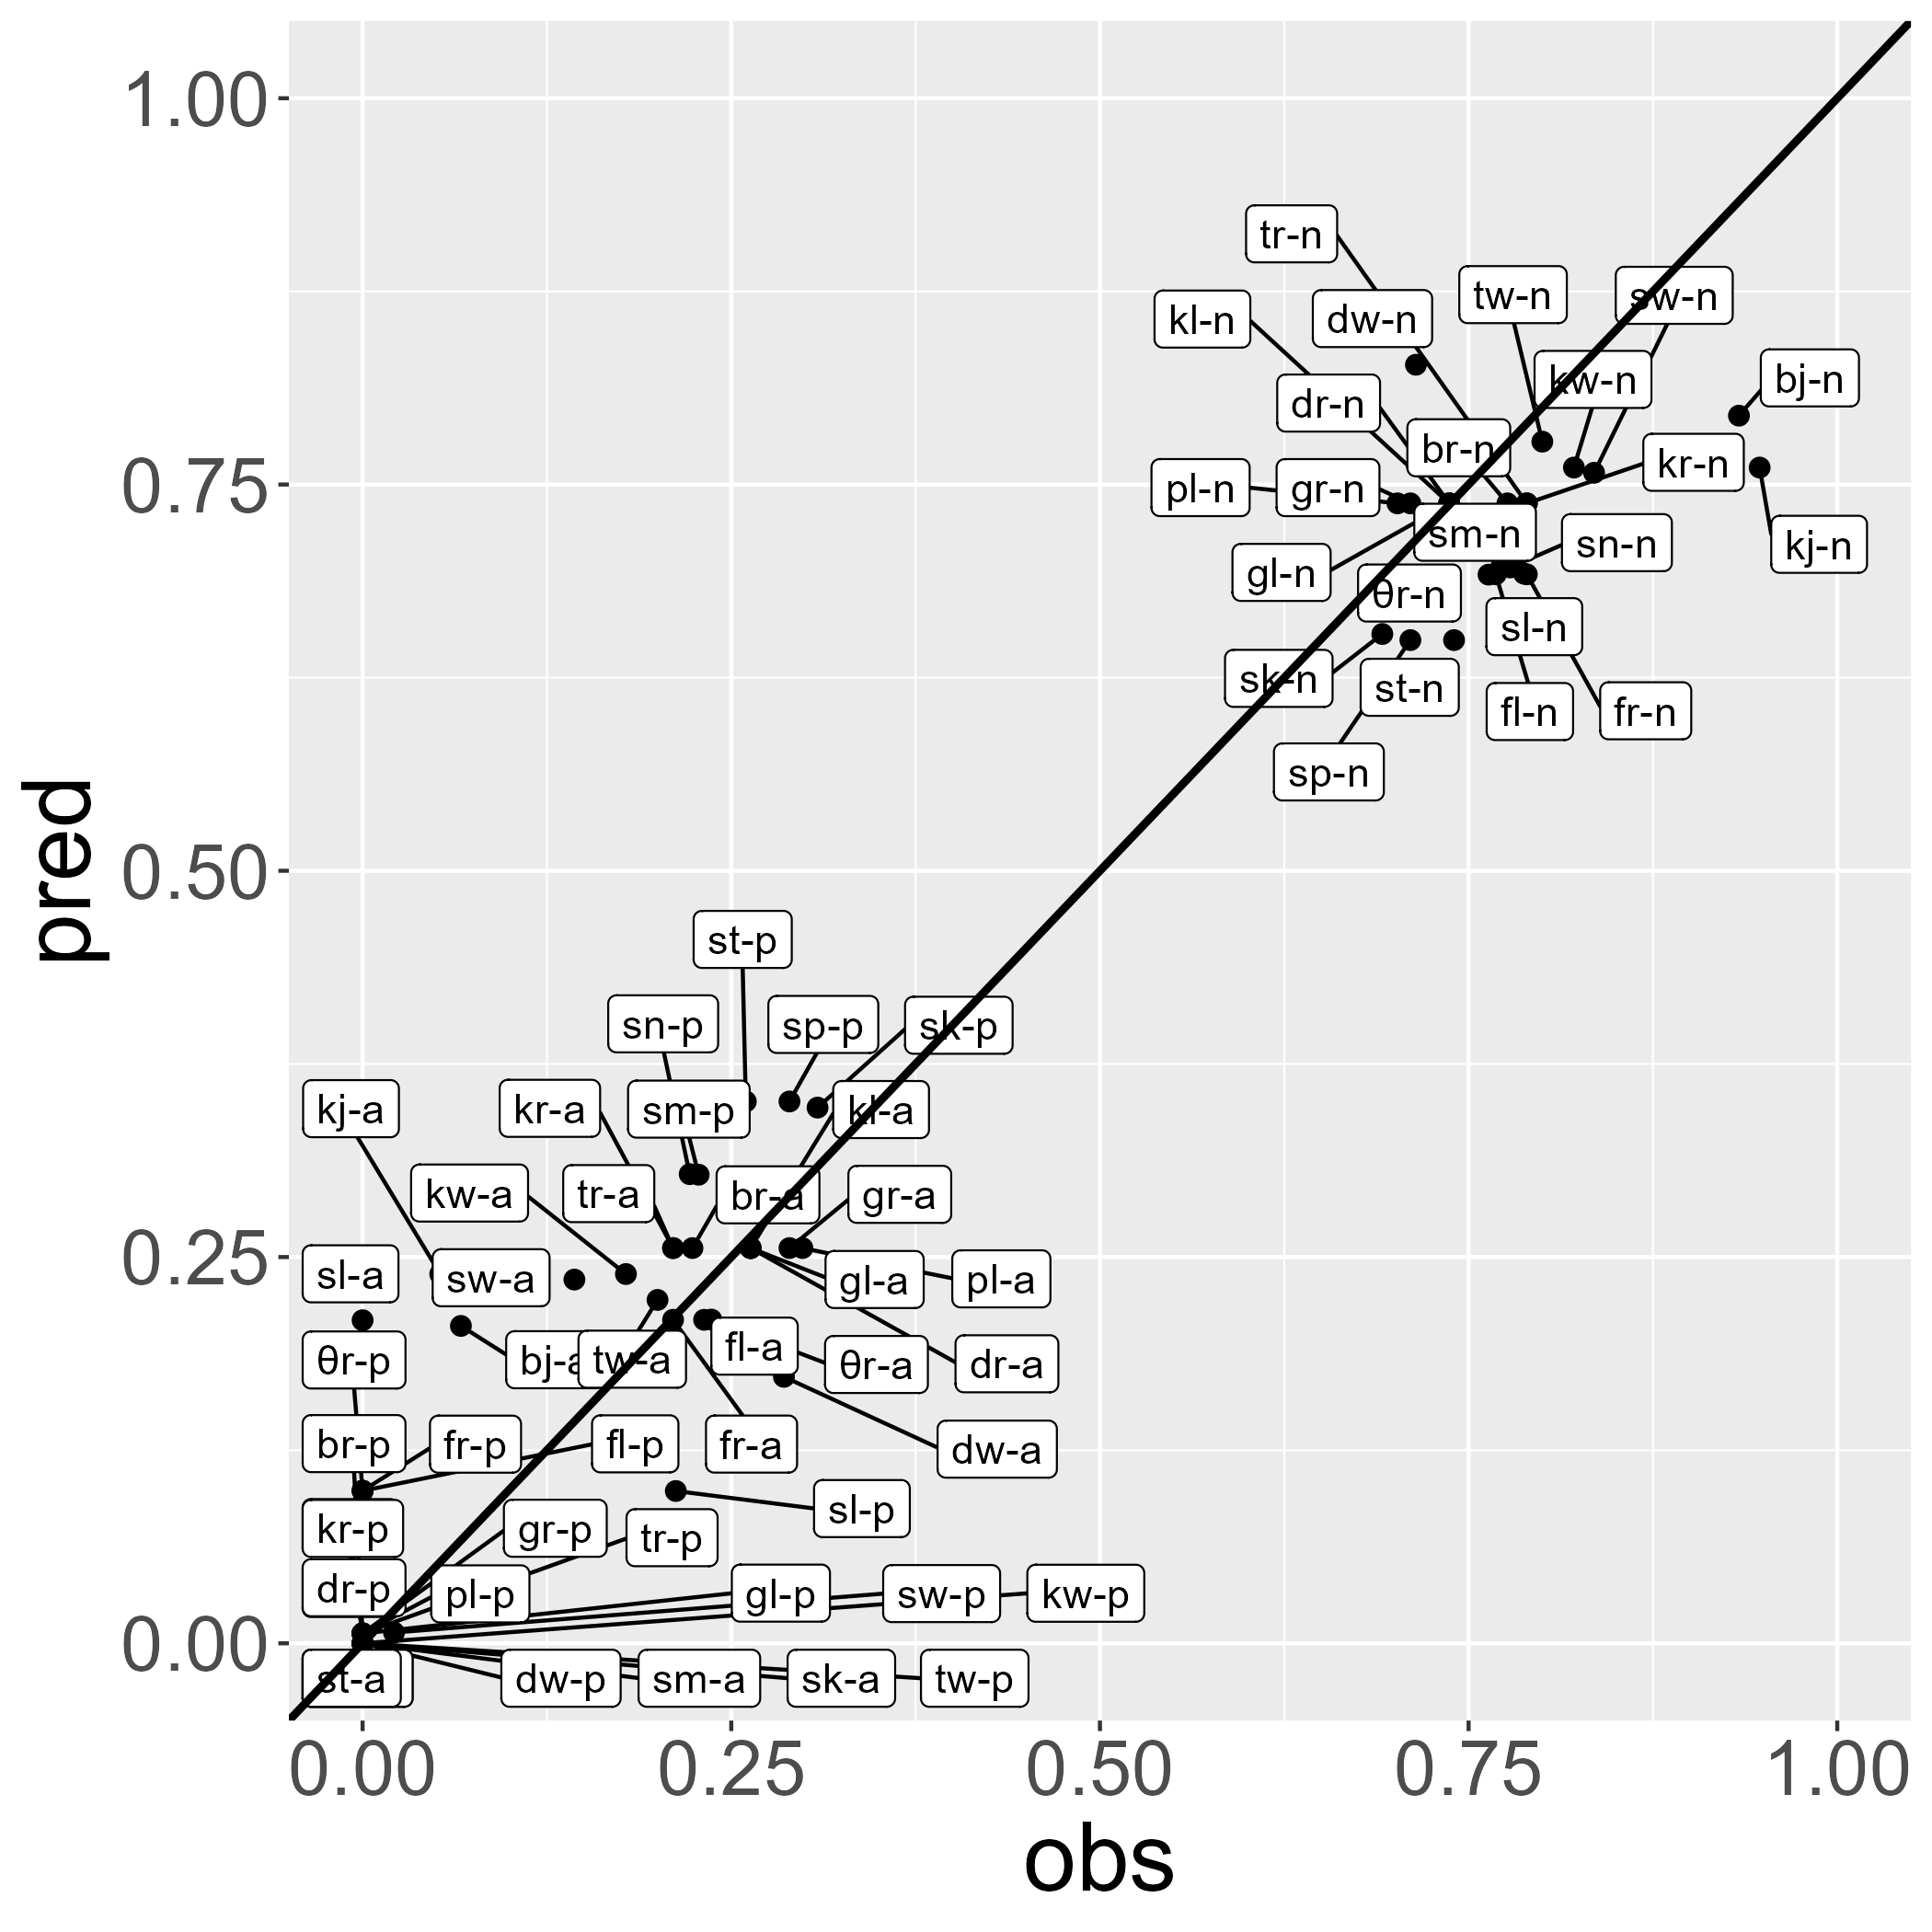 1.00
0.75
0.50
0.25
0.00
pred
tr-n
tw-n
sw-n
kl-n
dw-n
kw-n
bj-n
dr-n
br-n
kr-n
pl-n
gr-n
sm-n
sn-n
kj-n
gl-n
θr-n
sl-n
sk-n
st-n
fl-n
fr-n
sp-n
st-p
sn-p
sp-p
sk-p
kj-a
kr-a
sm-p
kl-a
kw-a
tr-a
br-a
gr-a
sl-a
sw-a
gl-a
pl-a
θr-p
bj-a
tw-a
fl-a
θr-a
dr-a
br-p
fr-p
fl-p
fr-a
dw-a
kr-p
gr-p
tr-p
sl-p
dr-p
pl-p
gl-p
sw-p
kw-p
st-a
dw-p
sm-a
sk-a
tw-p
0.00
0.25
0.50
0.75
1.00
obs